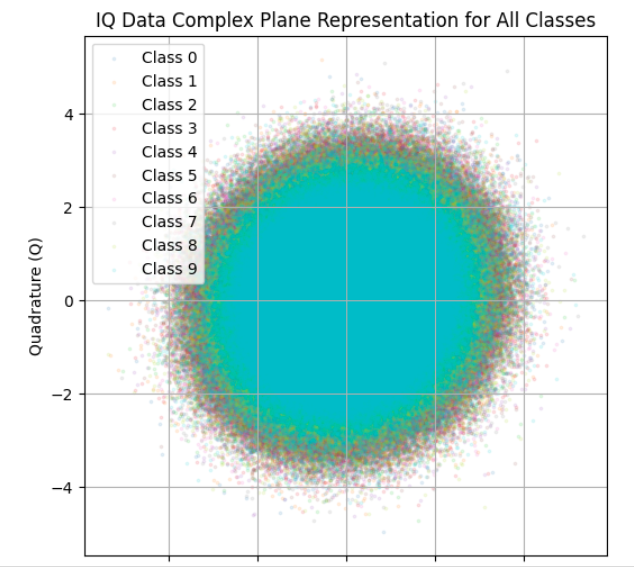 IQ Data Complex Plane Representation for All Classes
Class 0
Class 1
Class 2
Class 3
Class 4
Class 5
Class 6
Class 7
Class 8
Class 9
Quadrature (Q)
4
2
0
−2
−4